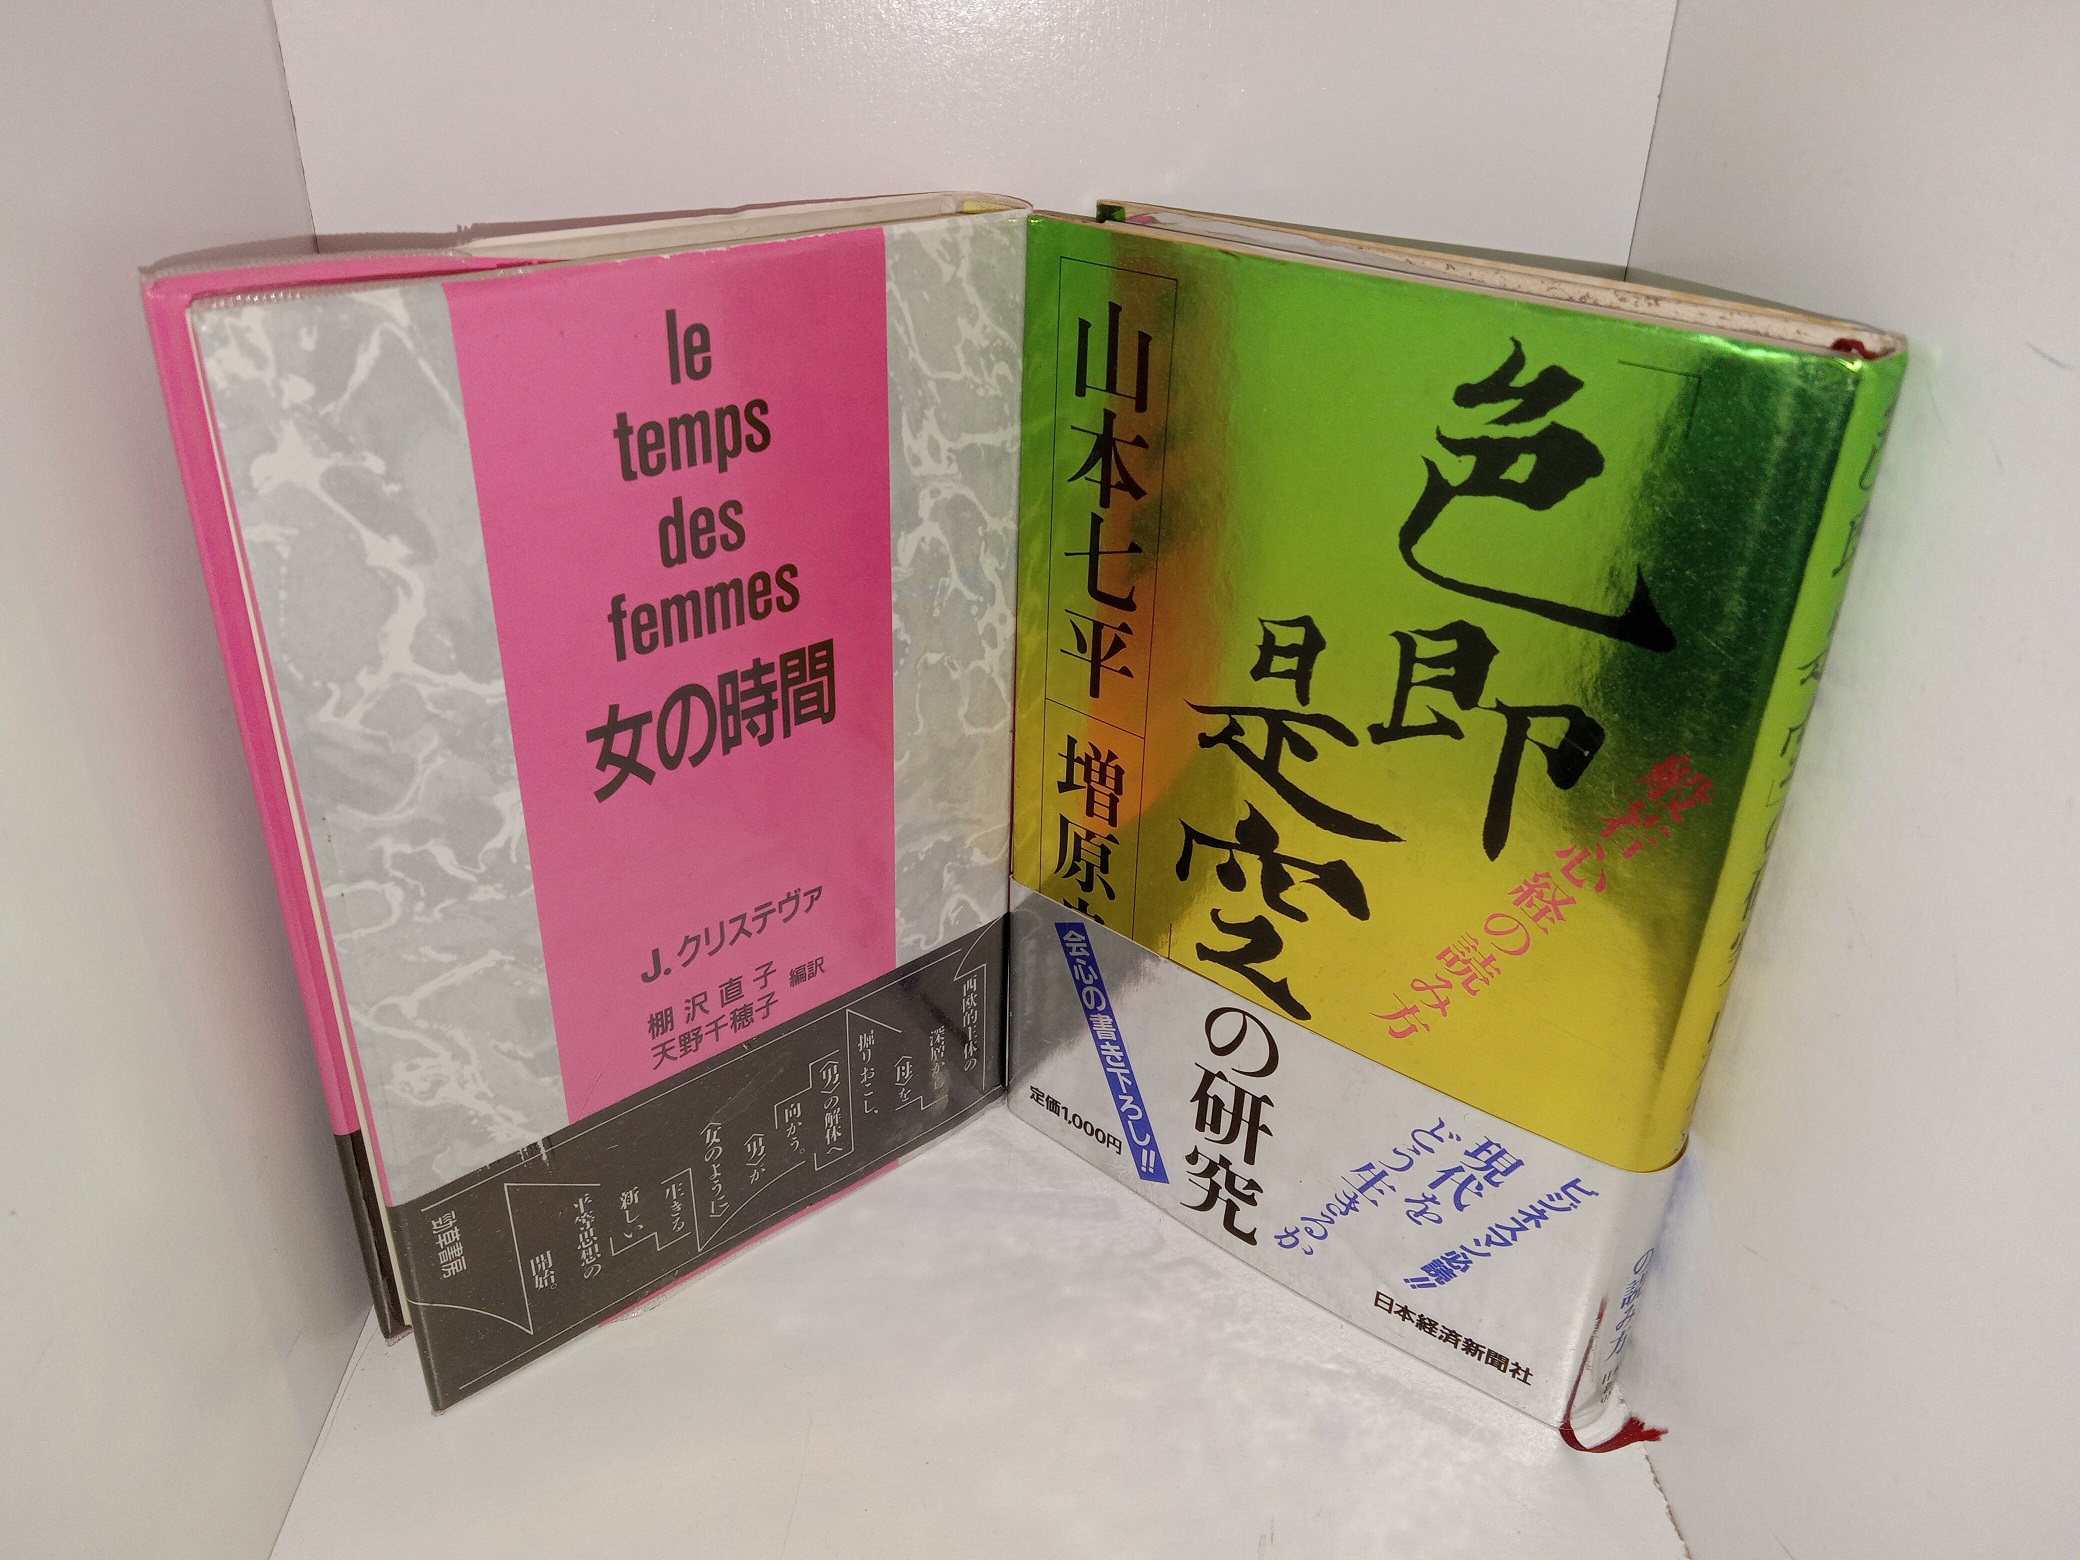 le
temps
des
femmes
女の時間
J.クリステヴァ
棚沢直子
天野千穂子
編訳
西欧的主体の
深層から
〈母〉を
掘りおこし、
〈男〉の解体へ
向かう。
〈男〉が
〈女のように〉
生きる
新しい
平等思想の
開始。
勁草書房
色即是空の研究
般若心経の読み方
山本七平
増原
ビジネスマン必読!!
現代を
どう生きるか
会心の書き下ろし!!
定価1,000円
日本経済新聞社
の読み方